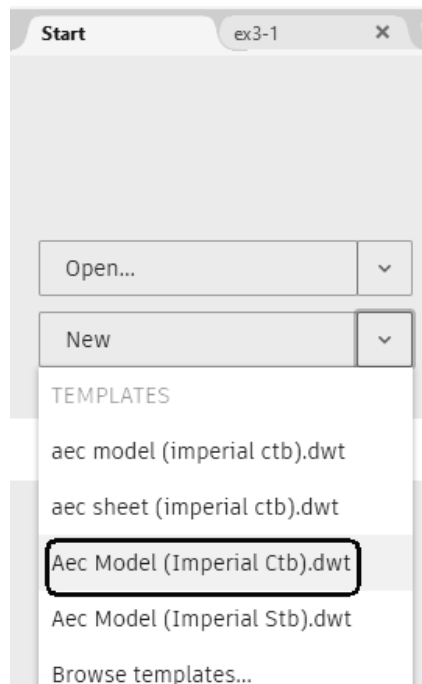 Start ex3-1 ×
Open...
New
TEMPLATES
aec model (imperial ctb).dwt
aec sheet (imperial ctb).dwt
Aec Model (Imperial Ctb).dwt
Aec Model (Imperial Stb).dwt
Browse templates...